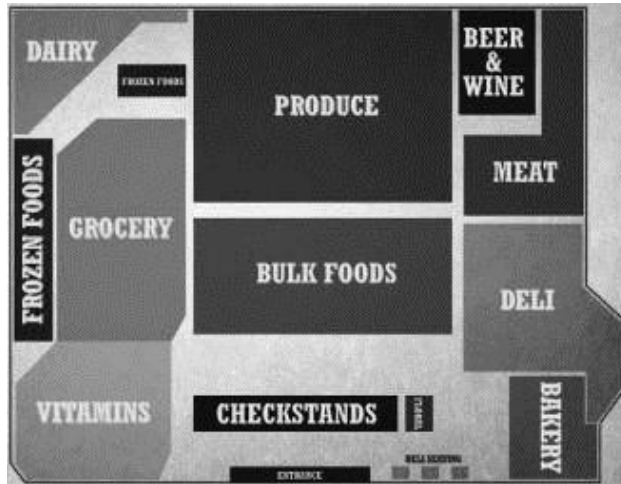 DAIRY
FROZEN FOODS
PRODUCE
BEER
&
WINE
MEAT
FROZEN FOODS
GROCERY
BULK FOODS
DELI
VITAMINS
CHECKSTANDS
BAKERY
DELI SEATING
ENTRANCE